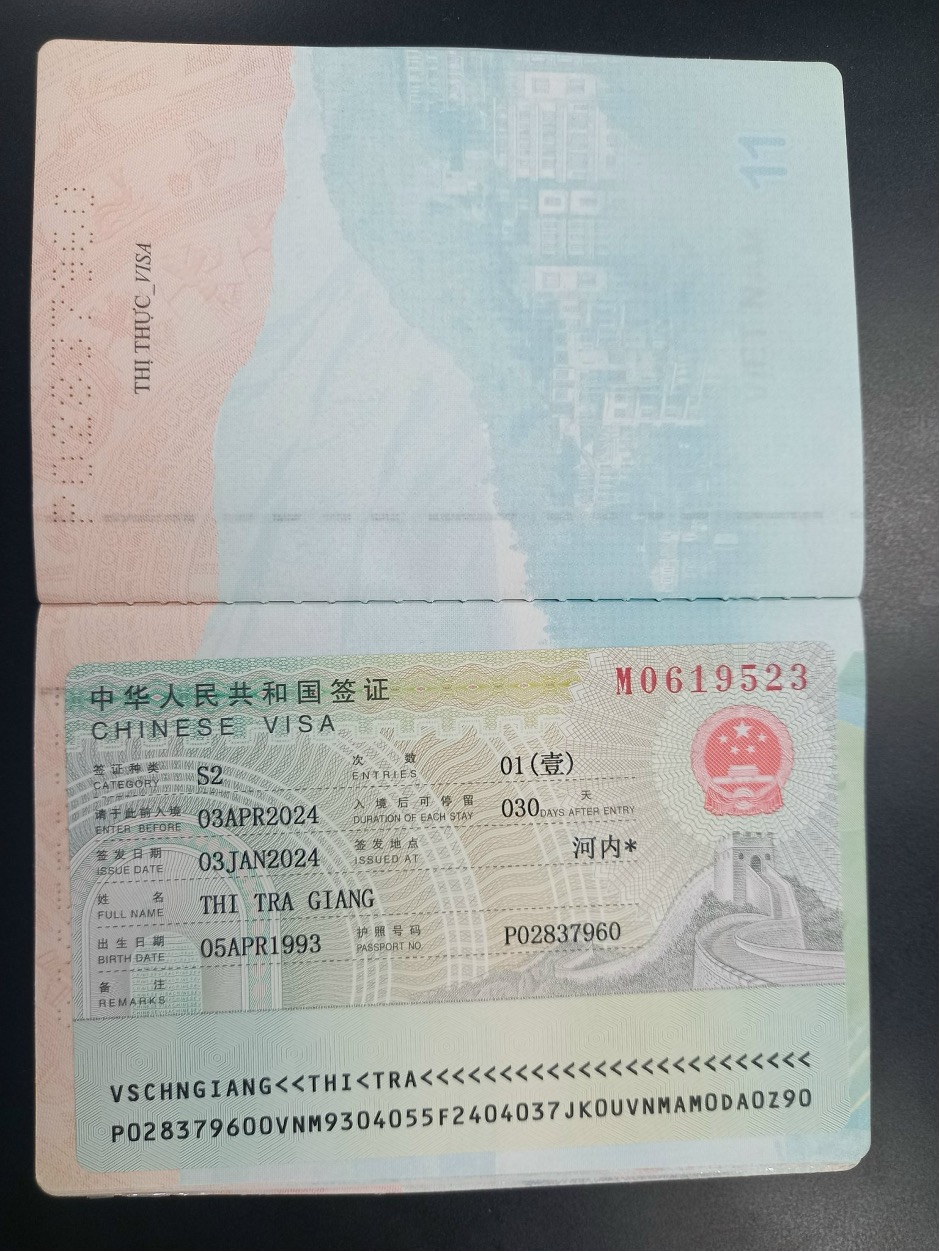 11
THỊ THỰC_VISA
中华人民共和国签证
CHINESE VISA
M0619523
签证种类 CATEGORY S2 次数 ENTRIES 01(壹)
请于此前入境 ENTER BEFORE 03APR2024 入境后可停留 DURATION OF EACH STAY 030 天 DAYS AFTER ENTRY
签发日期 ISSUE DATE 03JAN2024 签发地点 ISSUED AT 河内*
姓名 FULL NAME THI TRA GIANG
出生日期 BIRTH DATE 05APR1993 护照号码 PASSPORT NO. P02837960
备注 REMARKS
VSCHNGIANG<<THI<TRA<<<<<<<<<<<<<<<<<<<<<<<<<
P028379600VNM9304055F2404037JKOUVNMAMODAOZ90